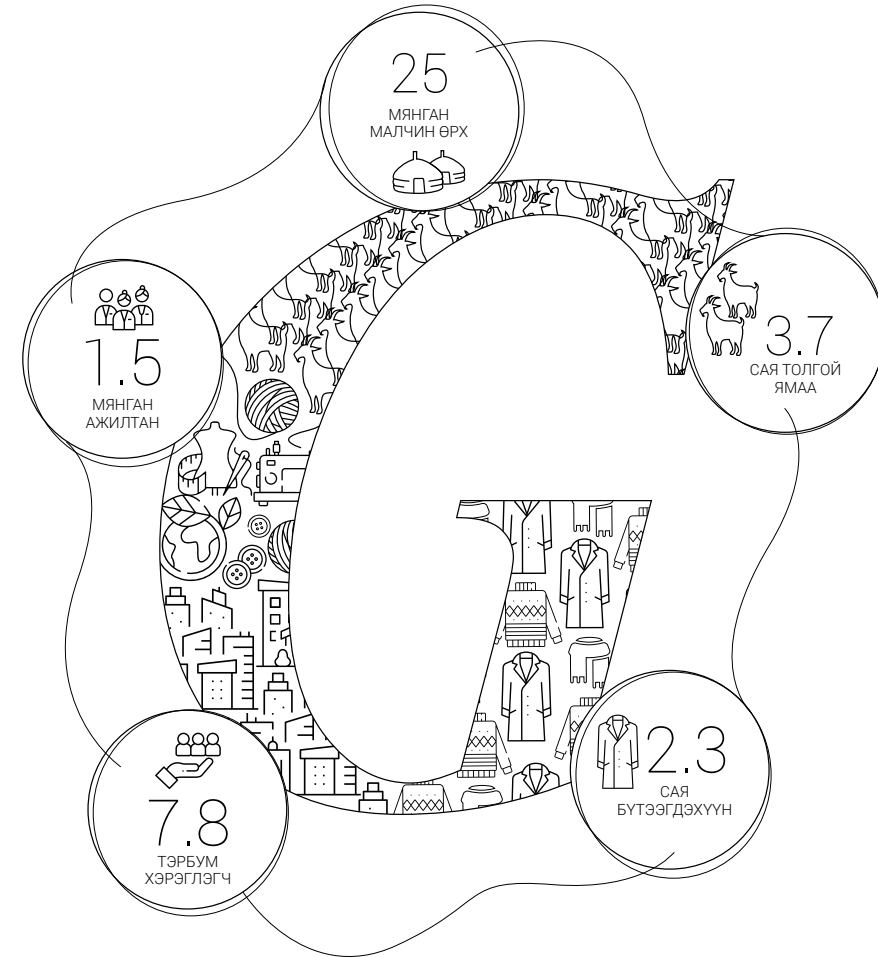 25
МЯНГАН
МАЛЧИН ӨРХ
3.7
САЯ ТОЛГОЙ
ЯМАА
1.5
МЯНГАН
АЖИЛТАН
2.3
САЯ
БҮТЭЭГДЭХҮҮН
7.8
ТЭРБУМ
ХЭРЭГЛЭГЧ